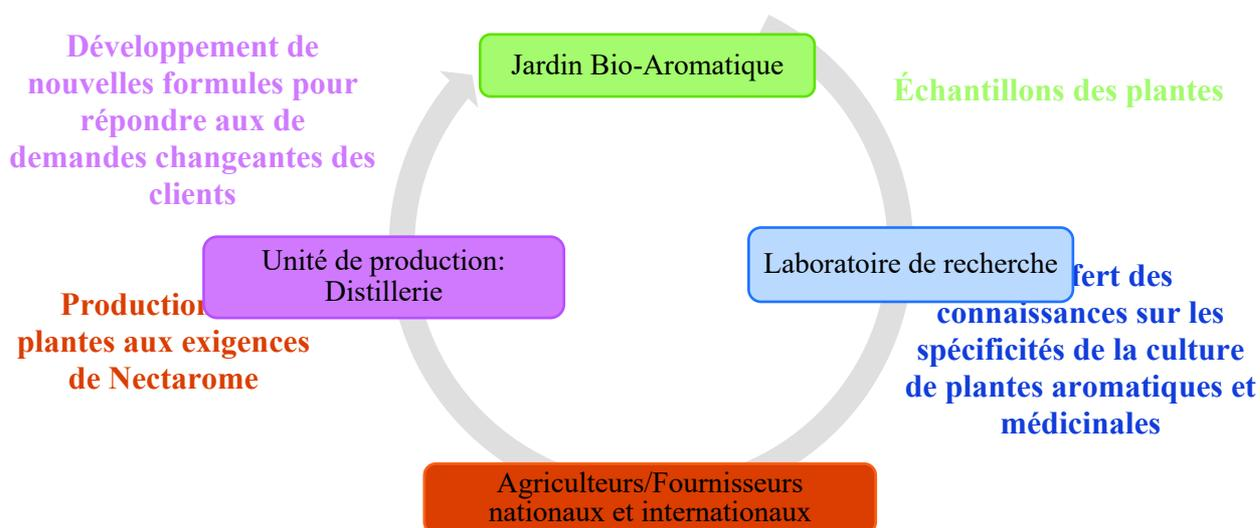 Développement de
nouvelles formules pour
répondre aux de
demandes changeantes des
clients
Jardin Bio-Aromatique
Échantillons des plantes
Unité de production:
Distillerie
Laboratoire de recherche
Production
plantes aux exigences
de Nectarome
des
connaissances sur les
spécificités de la culture
de plantes aromatiques et
médicinales
Agriculteurs/Fournisseurs
nationaux et internationaux